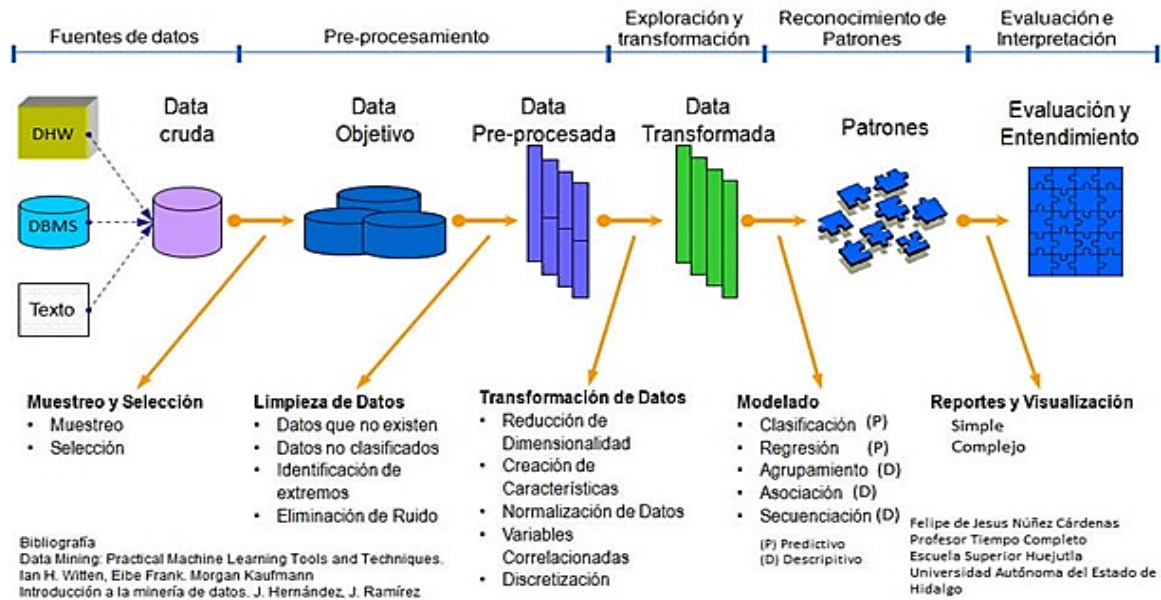 Fuentes de datos
Pre-procesamiento
Exploración y
transformación
Reconocimiento de
Patrones
Evaluación e
Interpretación
DHW
DBMS
Texto
Data
cruda
Data
Objetivo
Data
Pre-procesada
Data
Transformada
Patrones
Evaluación y
Entendimiento
Muestreo y Selección
• Muestreo
• Selección
Limpieza de Datos
• Datos que no existen
• Datos no clasificados
• Identificación de
extremos
• Eliminación de Ruido
Transformación de Datos
• Reducción de
Dimensionalidad
• Creación de
Características
• Normalización de Datos
• Variables
Correlacionadas
• Discretización
Modelado
• Clasificación (P)
• Regresión (P)
• Agrupamiento (D)
• Asociación (D)
• Secuenciación (D)
(P) Predictivo
(D) Descripitivo
Reportes y Visualización
Simple
Complejo
Bibliografía
Data Mining: Practical Machine Learning Tools and Techniques.
Ian H. Witten, Eibe Frank. Morgan Kaufmann
Introducción a la minería de datos. J. Hernández, J. Ramírez
Felipe de Jesus Núñez Cárdenas
Profesor Tiempo Completo
Escuela Superior Huejutla
Universidad Autónoma del Estado de
Hidalgo